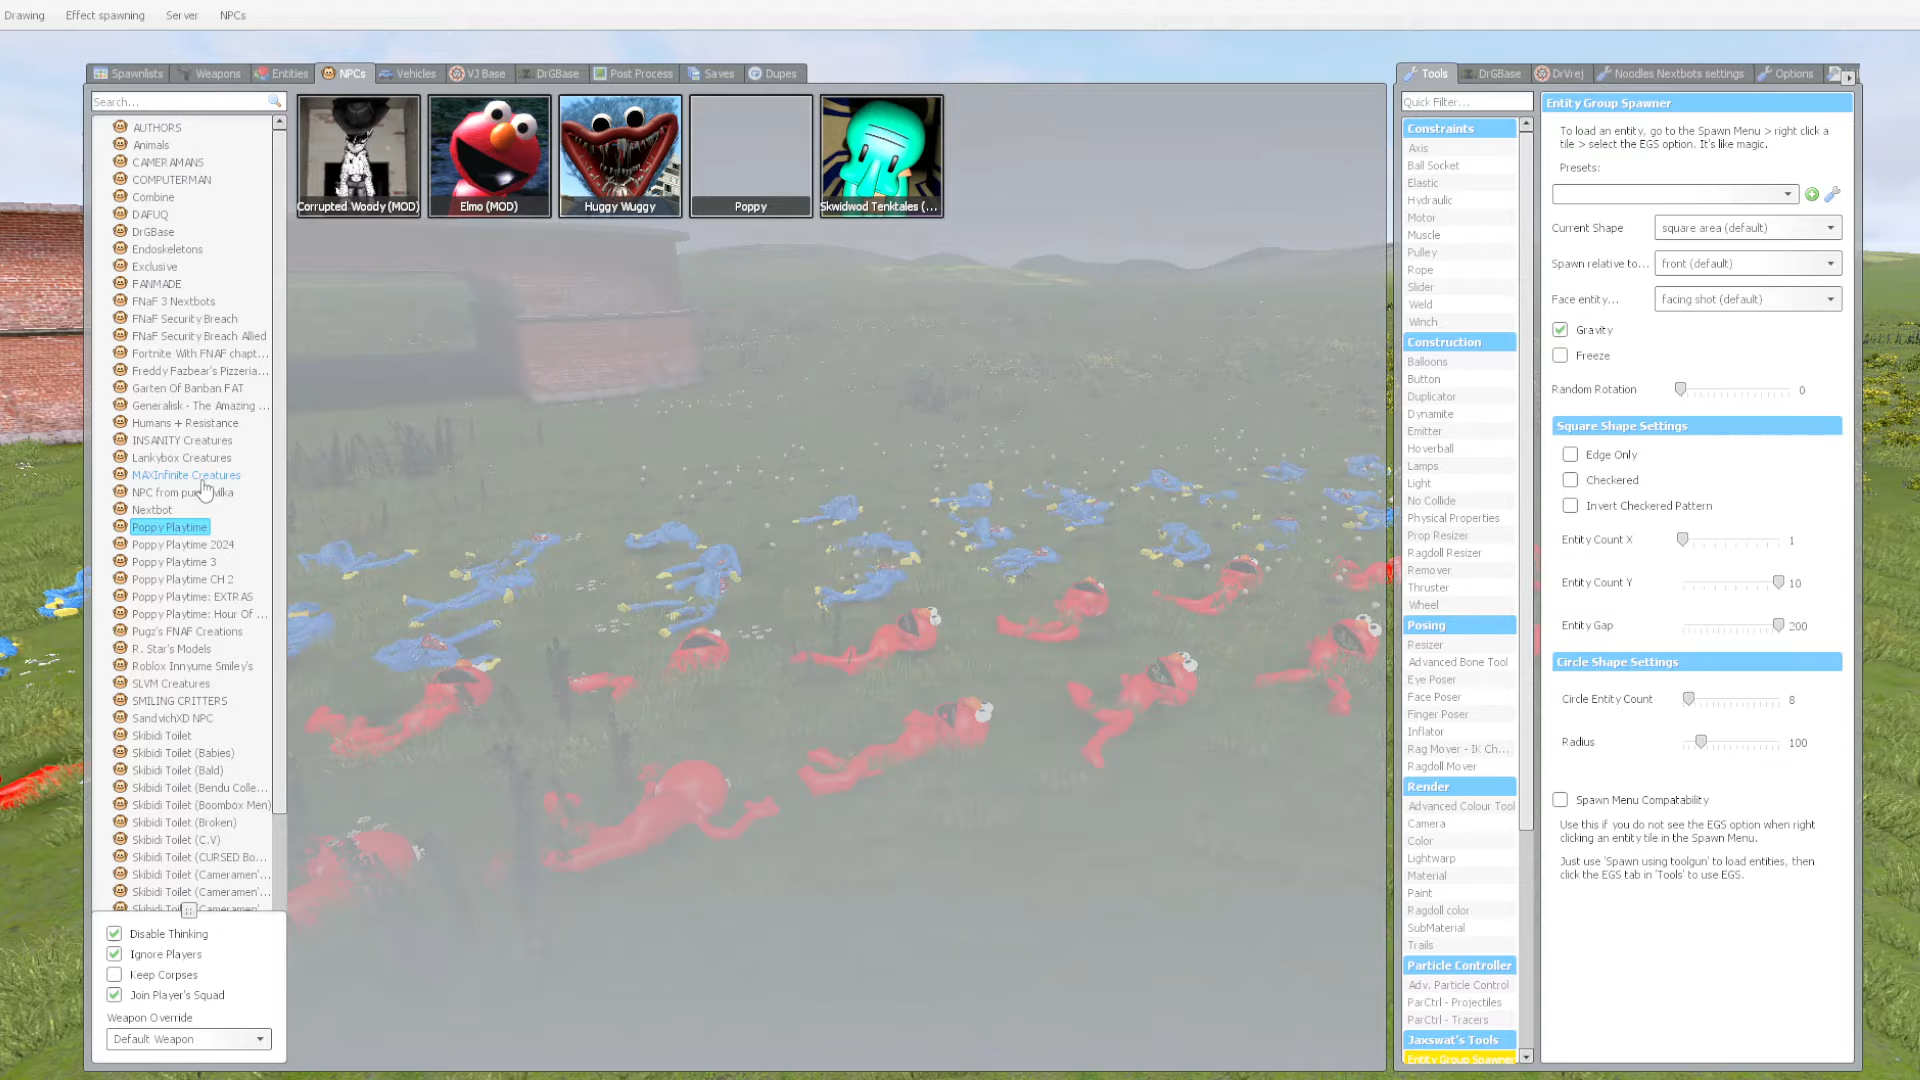 Drawing Effect spawning Server NPCs
Spawnlists Weapons Entities NPCs Vehicles VJ Base DrGBase Post Process Saves Dupes
Search...
AUTHORS
Animals
CAMERAMANS
COMPUTERMAN
Combine
DAFUQ
DrGBase
Endoskeletons
Exclusive
FANMADE
FNaF 3 Nextbots
FNaF Security Breach
FNaF Security Breach Allied
Fortnite With FNAF chapt...
Freddy Fazbear's Pizzeria...
Garten Of Banban FAT
Generalisk - The Amazing ...
Humans + Resistance
INSANITY Creatures
Lankybox Creatures
MAXInfinite Creatures
NPC from
Nextbot
Poppy Playtime
Poppy Playtime 2024
Poppy Playtime 3
Poppy Playtime CH 2
Poppy Playtime: EXTRAS
Poppy Playtime: Hour Of ...
Pugz's FNAF Creations
R. Star's Models
Roblox Innyume Smiley's
SLVM Creatures
SMILING CRITTERS
SandvichXD NPC
Skibidi Toilet
Skibidi Toilet (Babies)
Skibidi Toilet (Bald)
Skibidi Toilet (Bendu Colle...
Skibidi Toilet (Boombox Men)
Skibidi Toilet (Broken)
Skibidi Toilet (C.V)
Skibidi Toilet (CURSED Bo...
Skibidi Toilet (Cameramen'...
Skibidi Toilet (Cameramen'...
Disable Thinking
Ignore Players
Keep Corpses
Join Player's Squad
Weapon Override
Default Weapon
Corrupted Woody (MOD)
Elmo (MOD)
Huggy Wuggy
Poppy
Skwidwod Tenktales (...
Tools DrGBase DrVrej Noodles Nextbots settings Options
Quick Filter...
Constraints
Axis
Ball Socket
Elastic
Hydraulic
Motor
Muscle
Pulley
Rope
Slider
Weld
Winch
Construction
Balloons
Button
Duplicator
Dynamite
Emitter
Hoverball
Lamps
Light
No Collide
Physical Properties
Prop Resizer
Ragdoll Resizer
Remover
Thruster
Wheel
Posing
Resizer
Advanced Bone Tool
Eye Poser
Face Poser
Finger Poser
Inflator
Rag Mover - IK Ch...
Ragdoll Mover
Render
Advanced Colour Tool
Camera
Color
Lightwarp
Material
Paint
Ragdoll color
SubMaterial
Trails
Particle Controller
Adv. Particle Control
ParCtrl - Projectiles
ParCtrl - Tracers
Jaxswat's Tools
Entity Group Spawner
Entity Group Spawner
To load an entity, go to the Spawn Menu > right click a
tile > select the EGS option. It's like magic.
Presets:
Current Shape square area (default)
Spawn relative to... front (default)
Face entity... facing shot (default)
Gravity
Freeze
Random Rotation 0
Square Shape Settings
Edge Only
Checkered
Invert Checkered Pattern
Entity Count X 1
Entity Count Y 10
Entity Gap 200
Circle Shape Settings
Circle Entity Count 8
Radius 100
Spawn Menu Compatability
Use this if you do not see the EGS option when right
clicking an entity tile in the Spawn Menu.
Just use 'Spawn using toolgun' to load entities, then
click the EGS tab in 'Tools' to use EGS.